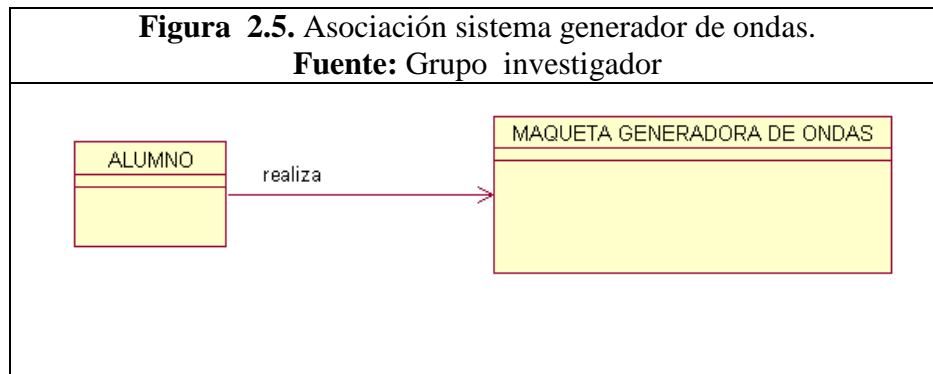 Figura 2.5. Asociación sistema generador de ondas.
Fuente: Grupo investigador
MAQUETA GENERADORA DE ONDAS
ALUMNO
realiza